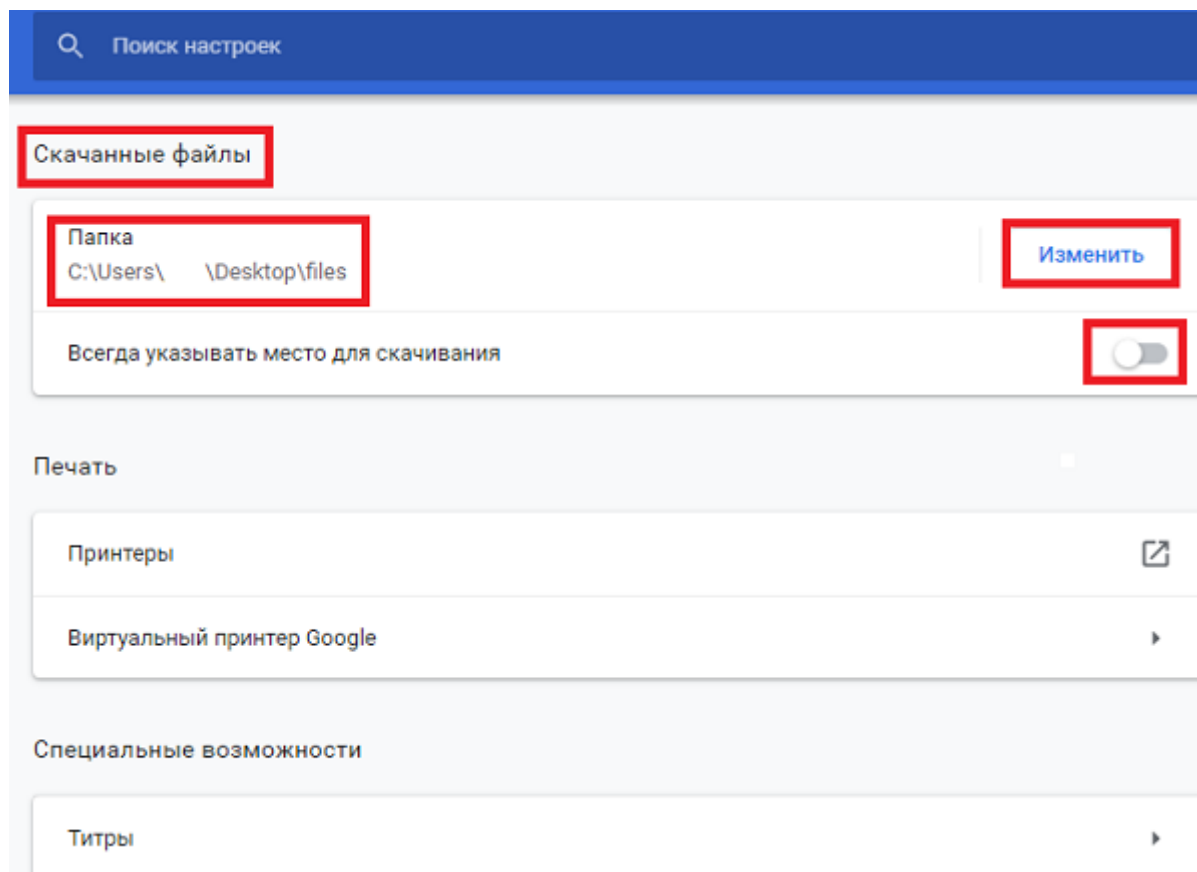 Поиск настроек
Скачанные файлы
Папка
Изменить
C:\Users\ \Desktop\files
Всегда указывать место для скачивания
Печать
Принтеры
Виртуальный принтер Google
Специальные возможности
Титры